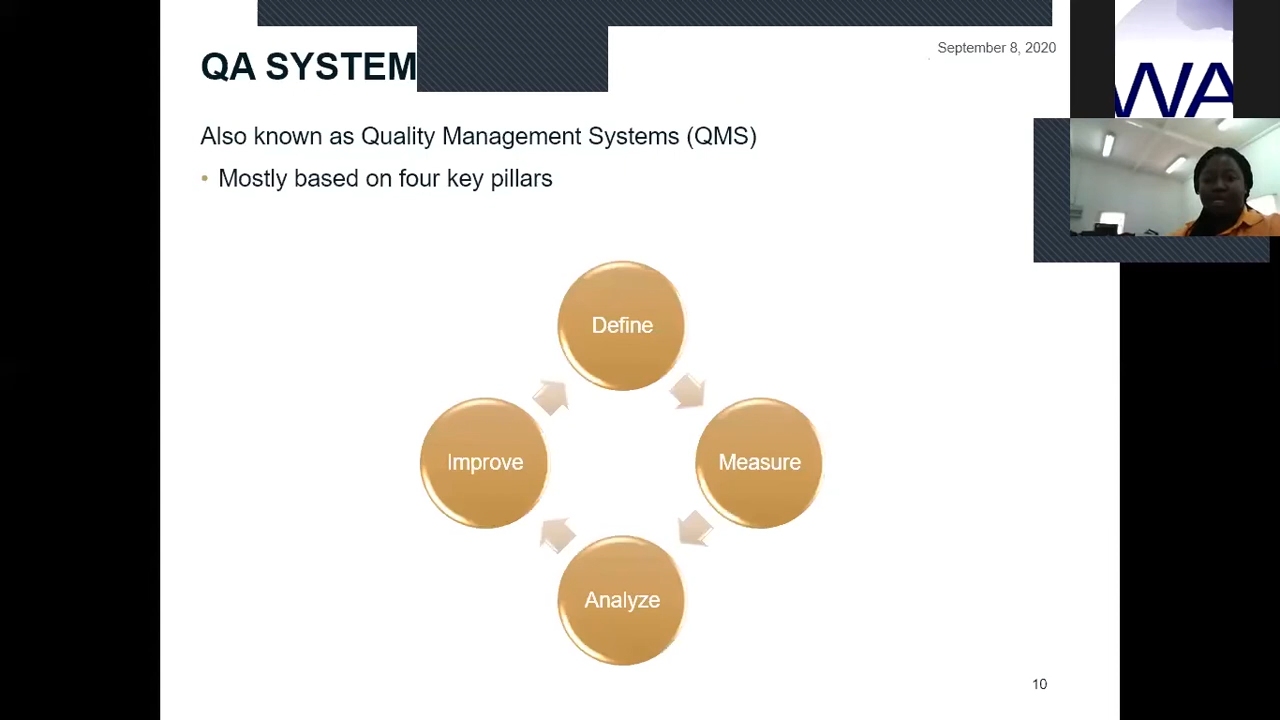 September 8, 2020
QA SYSTEM
WA
Also known as Quality Management Systems (QMS)
• Mostly based on four key pillars
Define
Improve
Measure
Analyze
10